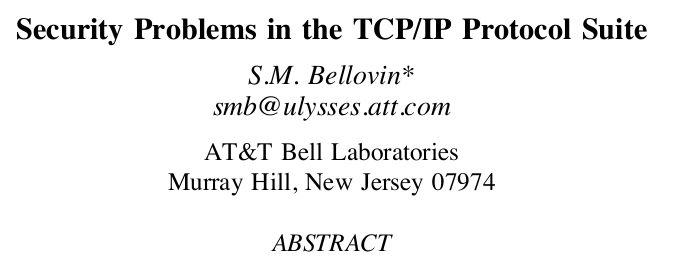 Security Problems in the TCP/IP Protocol Suite
S.M. Bellovin*
smb@ulysses.att.com
AT&T Bell Laboratories
Murray Hill, New Jersey 07974
ABSTRACT